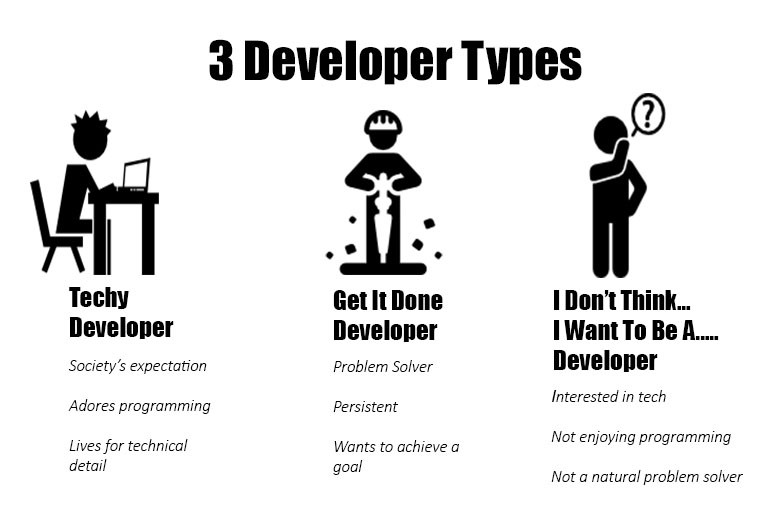 3 Developer Types
?
Techy
Developer
Society's expectation
Adores programming
Lives for technical
detail
Get It Done
Developer
Problem Solver
Persistent
Wants to achieve a
goal
I Don't Think...
I Want To Be A.....
Developer
Interested in tech
Not enjoying programming
Not a natural problem solver